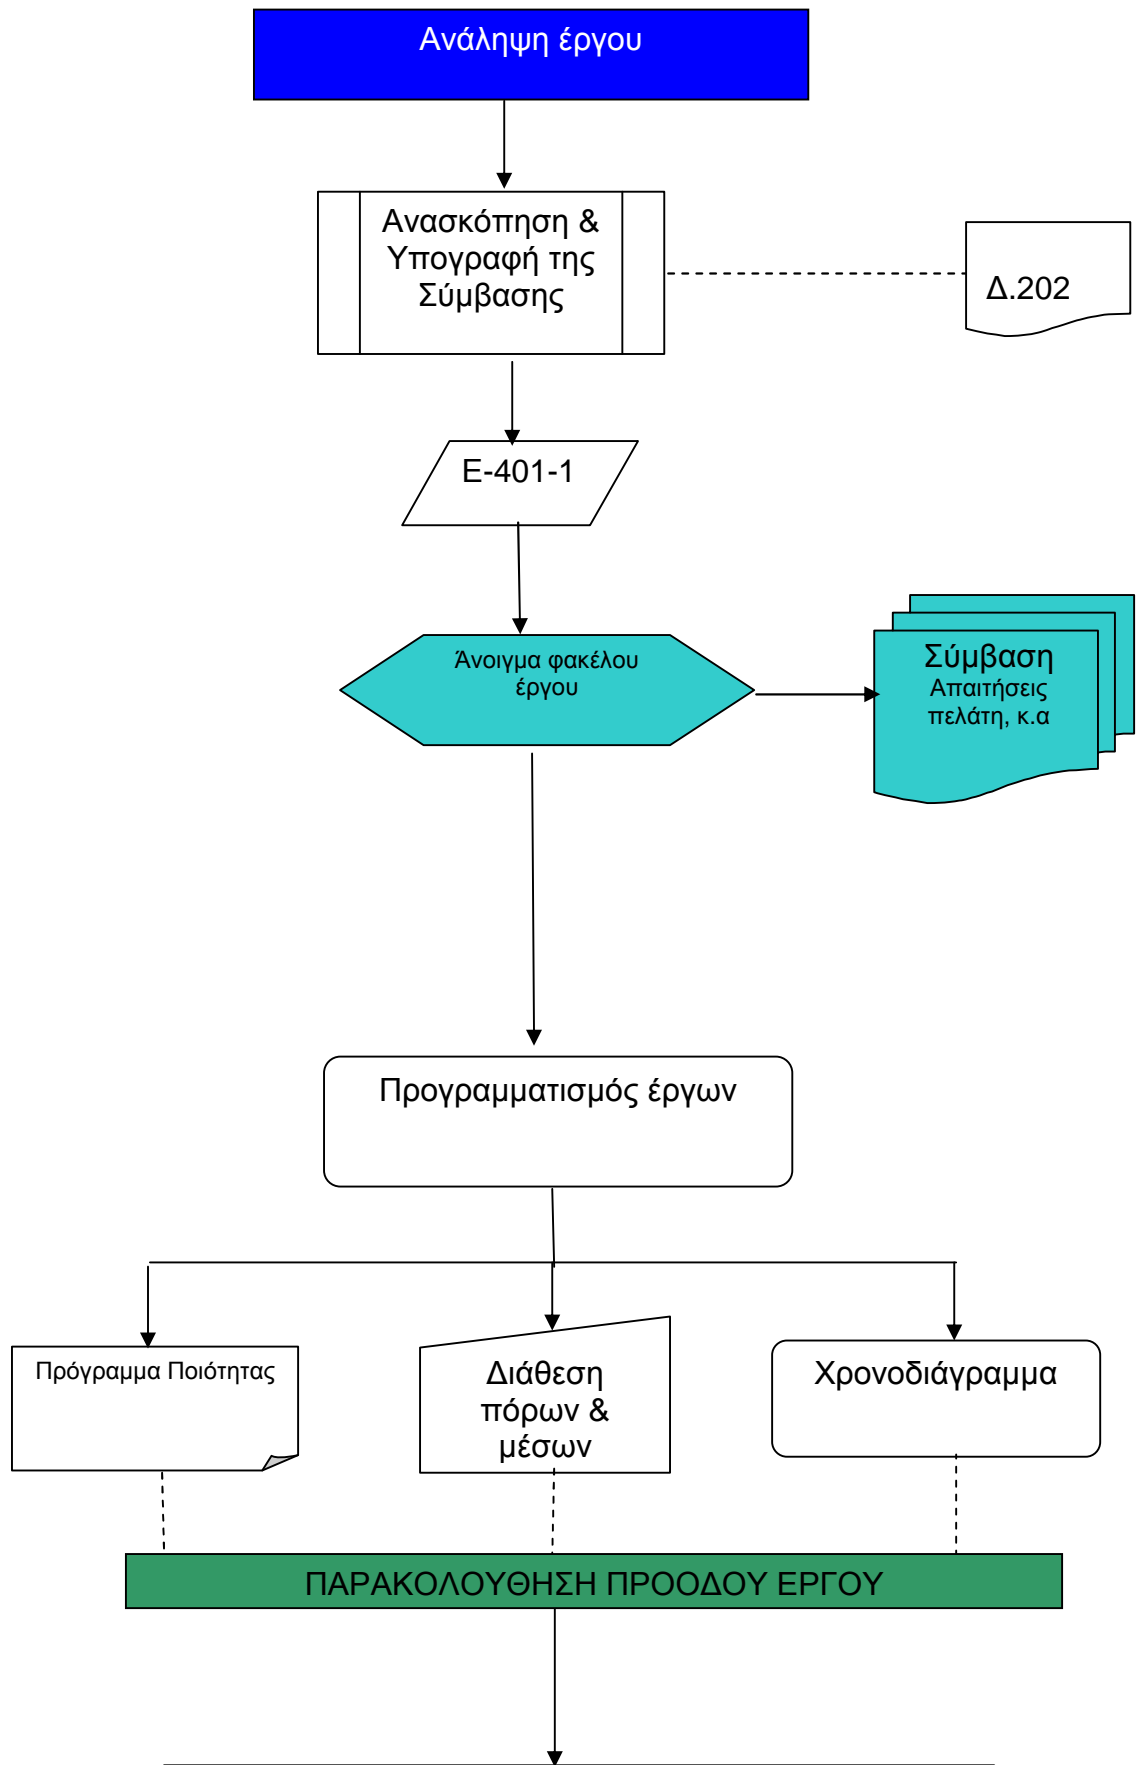 Ανάληψη έργου
Ανασκόπηση &
Υπογραφή της
Σύμβασης
Δ.202
Ε-401-1
Άνοιγμα φακέλου
έργου
Σύμβαση
Απαιτήσεις
πελάτη, κ.α
Προγραμματισμός έργων
Πρόγραμμα Ποιότητας
Διάθεση
πόρων &
μέσων
Χρονοδιάγραμμα
ΠΑΡΑΚΟΛΟΥΘΗΣΗ ΠΡΟΟΔΟΥ ΕΡΓΟΥ